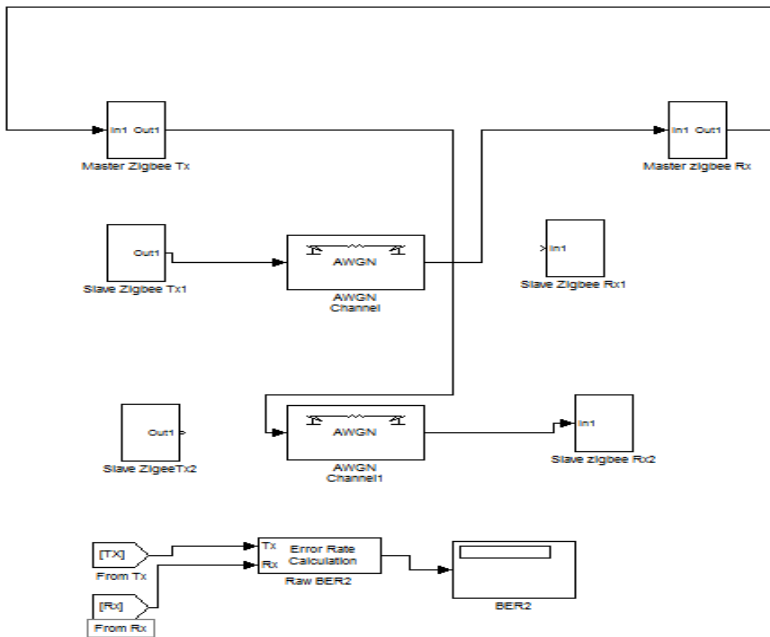 In1 Out1
Master Zigbee Tx
In1 Out1
Master zigbee Rx
Out1
Slave Zigbee Tx1
AWGN
AWGN
Channel
In1
Slave Zigbee Rx1
Out1
Slave ZigeeTx2
AWGN
AWGN
Channel1
In1
Slave zigbee Rx2
[TX]
From Tx
Tx
Rx
Error Rate
Calculation
Raw BER2
BER2
[Rx]
From Rx